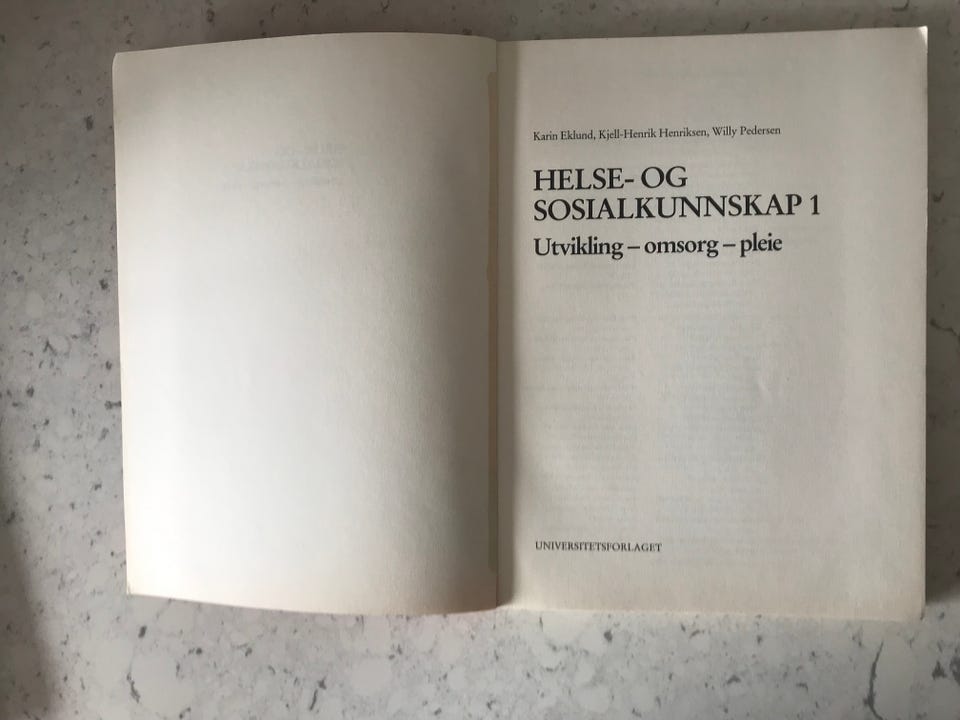 Karin Eklund, Kjell-Henrik Henriksen, Willy Pedersen
HELSE- OG
SOSIALKUNNSKAP 1
Utvikling – omsorg – pleie
UNIVERSITETSFORLAGET